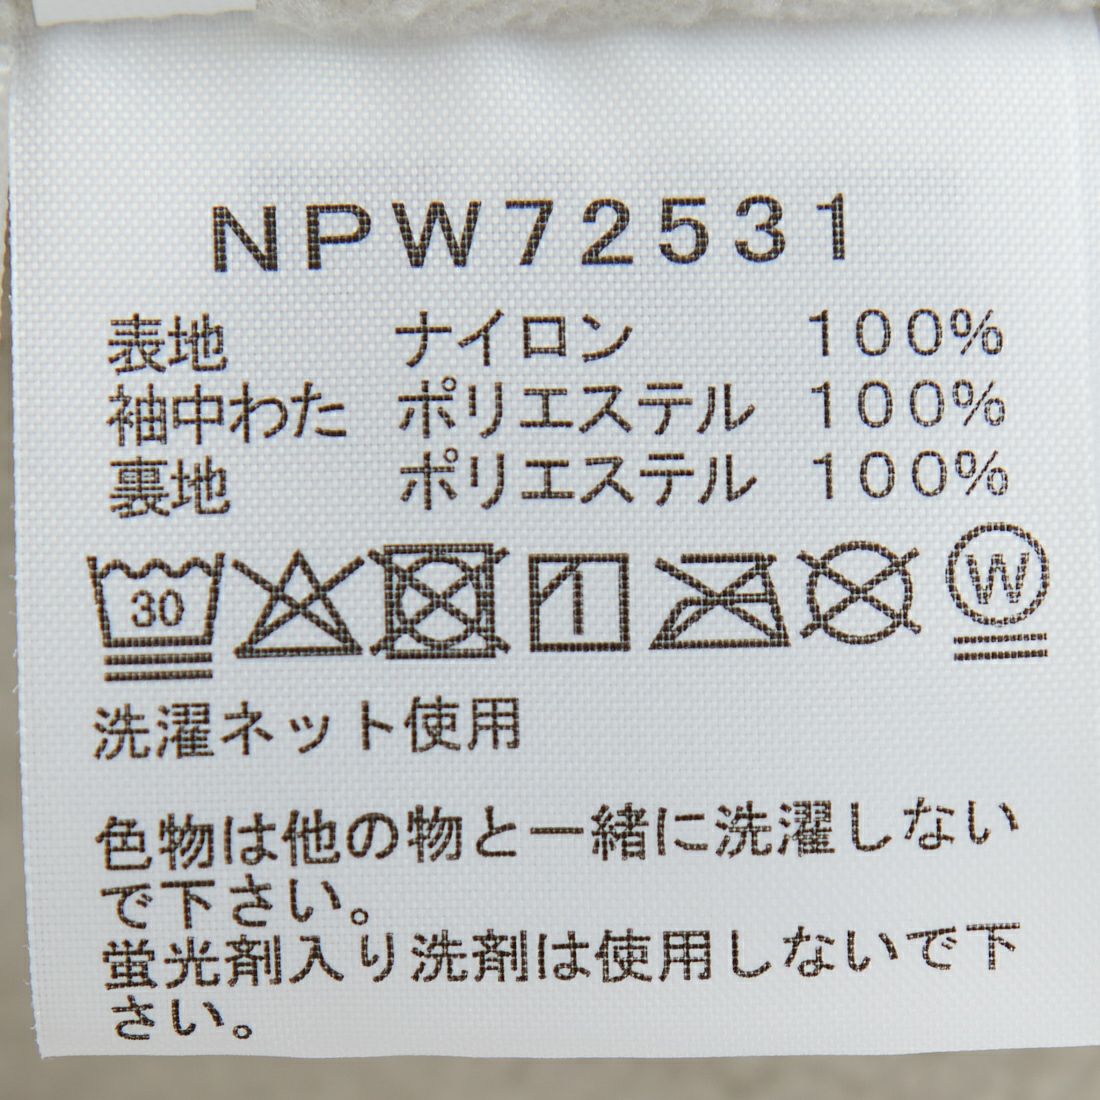 NPW72531
表地 ナイロン 100%
袖中わた ポリエステル 100%
裏地 ポリエステル 100%
30 W
洗濯ネット使用
色物は他の物と一緒に洗濯しない
で下さい。
蛍光剤入り洗剤は使用しないで下
さい。